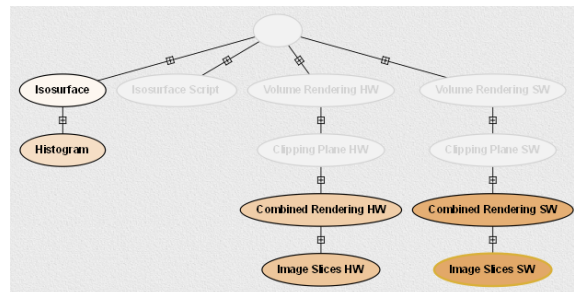 Isosurface
Isosurface Script
Volume Rendering HW
Volume Rendering SW
Histogram
Clipping Plane HW
Clipping Plane SW
Combined Rendering HW
Combined Rendering SW
Image Slices HW
Image Slices SW